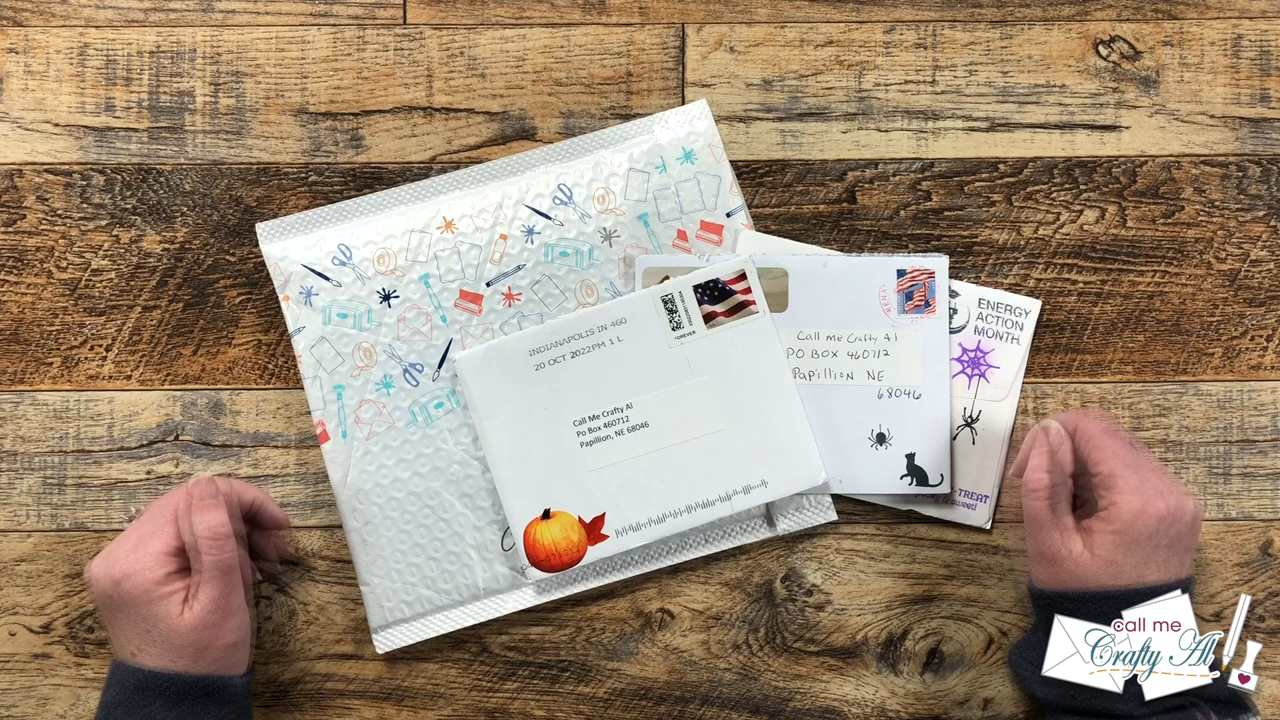 INDIANAPOLIS IN 460
20 OCT 2022PM 1 L
FOREVER
Call Me Crafty Al
Po Box 460712
Papillion, NE 68046
Call me Crafty Al
PO BOX 460712
Papillion NE
68046
ENERGY
ACTION
MONTH
-TREAT
sweet!
call me
Crafty Al